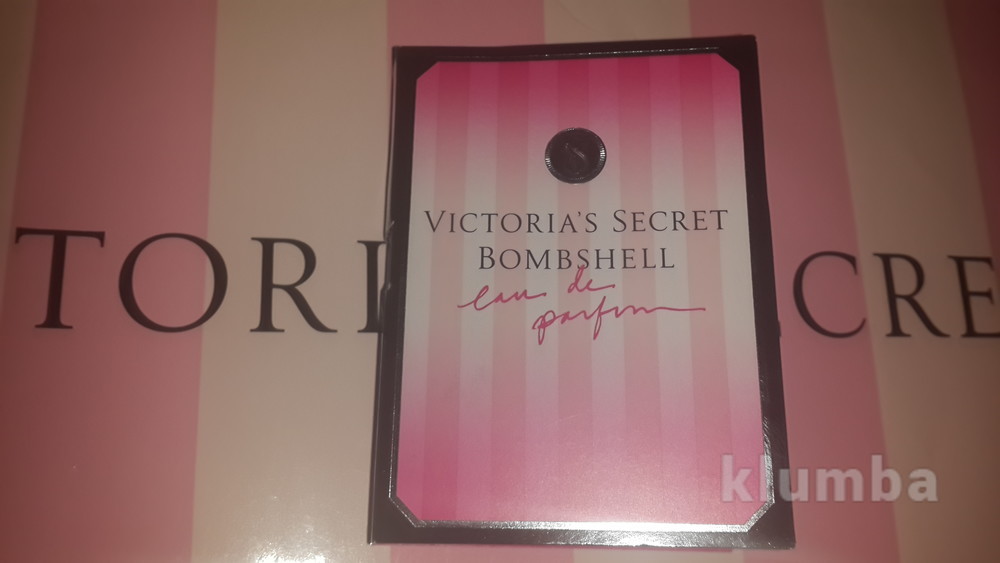 TORI
CRE
VICTORIA'S SECRET
BOMBSHELL
eau de
parfum
klumba